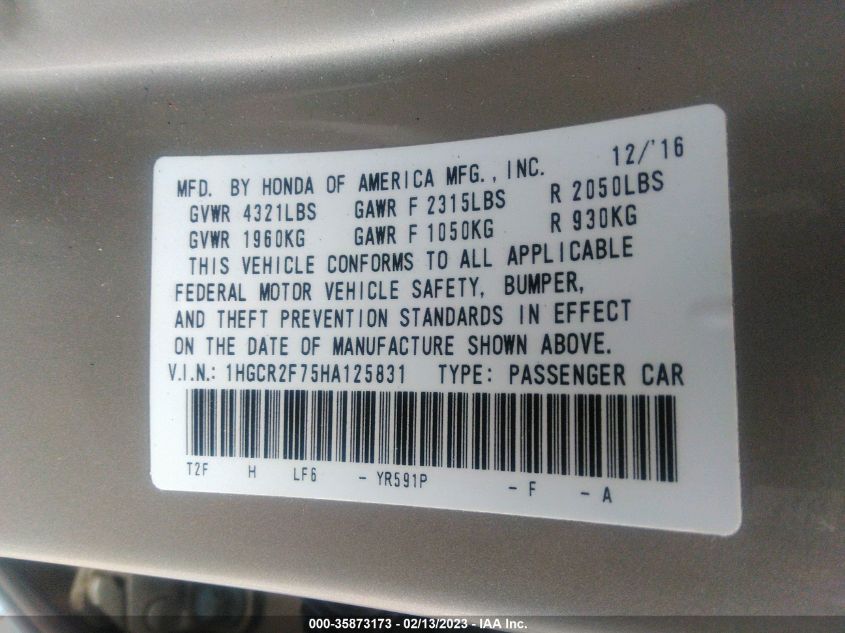 12/'16
MFD. BY HONDA OF AMERICA MFG., INC.
GVWR 4321LBS GAWR F 2315LBS R 2050LBS
GVWR 1960KG GAWR F 1050KG R 930KG
THIS VEHICLE CONFORMS TO ALL APPLICABLE
FEDERAL MOTOR VEHICLE SAFETY, BUMPER,
AND THEFT PREVENTION STANDARDS IN EFFECT
ON THE DATE OF MANUFACTURE SHOWN ABOVE.
V.I.N.: 1HGCR2F75HA125831 TYPE: PASSENGER CAR
T2F H LF6 - YR591P - F - A
000-35873173 - 02/13/2023 - IAA Inc.